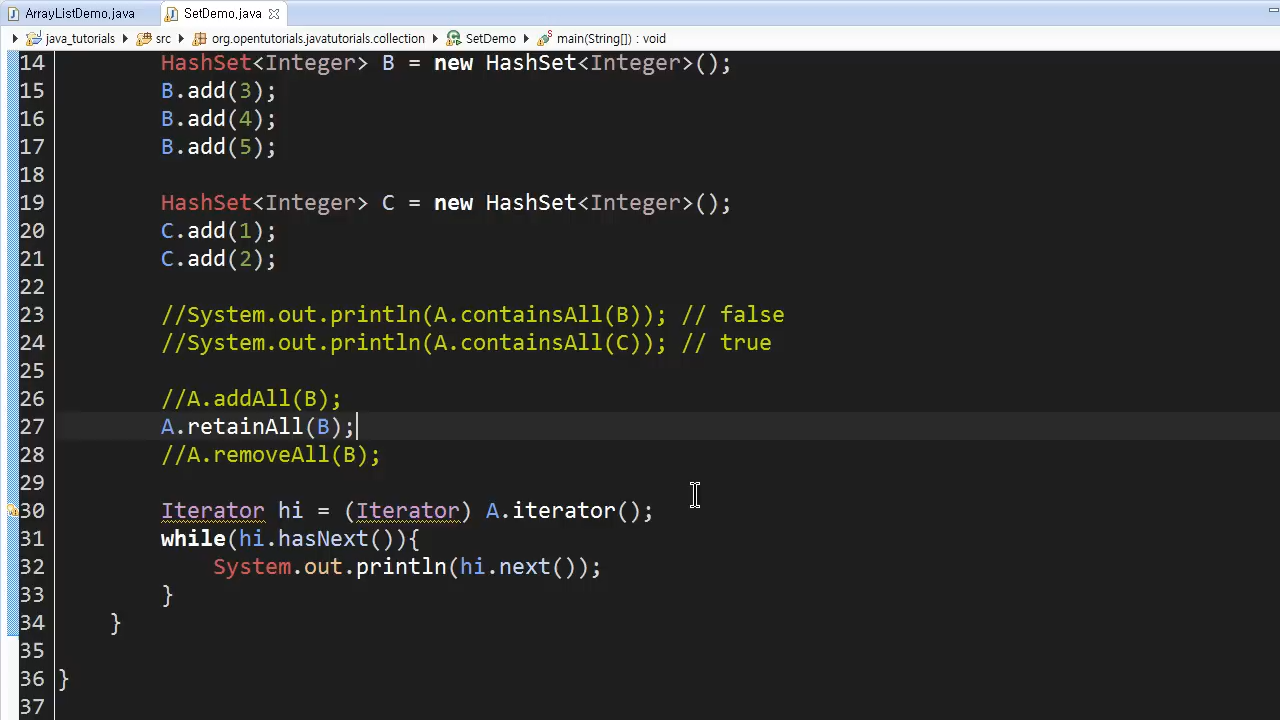 ArrayListDemo.java SetDemo.java
java_tutorials src org.opentutorials.javatutorials.collection SetDemo main(String[]) : void
14 HashSet<Integer> B = new HashSet<Integer>();
15 B.add(3);
16 B.add(4);
17 B.add(5);
18
19 HashSet<Integer> C = new HashSet<Integer>();
20 C.add(1);
21 C.add(2);
22
23 //System.out.println(A.containsAll(B)); // false
24 //System.out.println(A.containsAll(C)); // true
25
26 //A.addAll(B);
27 A.retainAll(B);
28 //A.removeAll(B);
29
30 Iterator hi = (Iterator) A.iterator();
31 while(hi.hasNext()){
32 System.out.println(hi.next());
33 }
34 }
35
36 }
37